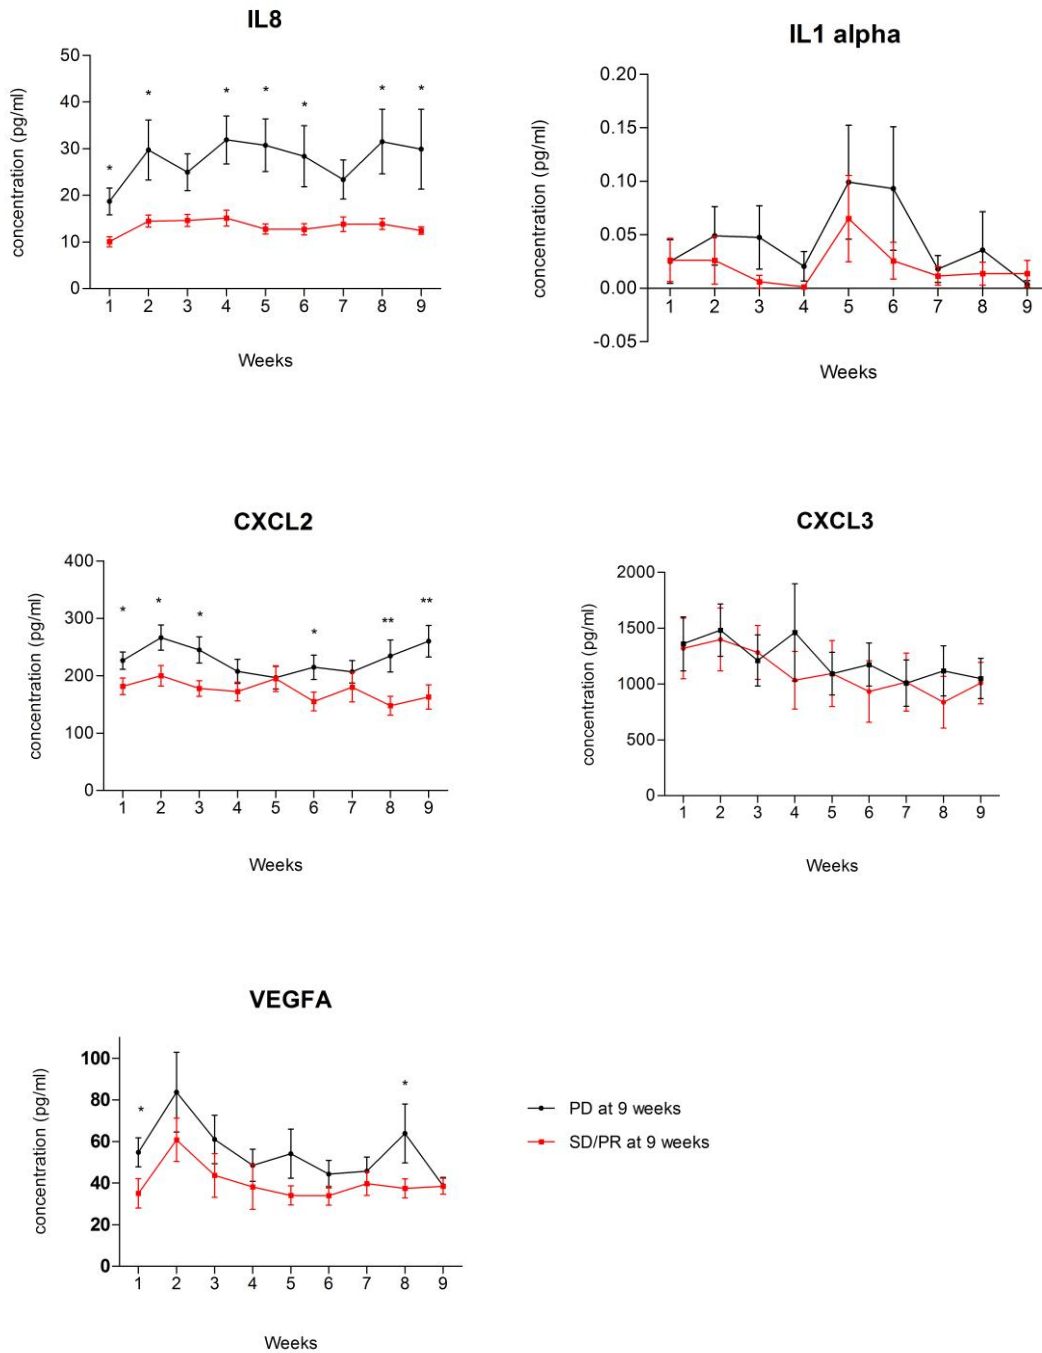 IL8
concentration (pg/ml)
50
40
30
20
10
0
* * * * * * *
1 2 3 4 5 6 7 8 9
Weeks
IL1 alpha
concentration (pg/ml)
0.20
0.15
0.10
0.05
0.00
-0.05
1 2 3 4 5 6 7 8 9
Weeks
CXCL2
concentration (pg/ml)
400
300
200
100
0
* * * * ** **
1 2 3 4 5 6 7 8 9
Weeks
CXCL3
concentration (pg/ml)
2000
1500
1000
500
0
1 2 3 4 5 6 7 8 9
Weeks
VEGFA
concentration (pg/ml)
100
80
60
40
20
0
* *
1 2 3 4 5 6 7 8 9
Weeks
PD at 9 weeks
SD/PR at 9 weeks